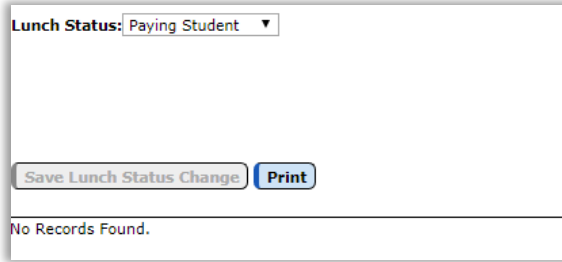 Lunch Status: Paying Student
Save Lunch Status Change Print
No Records Found.